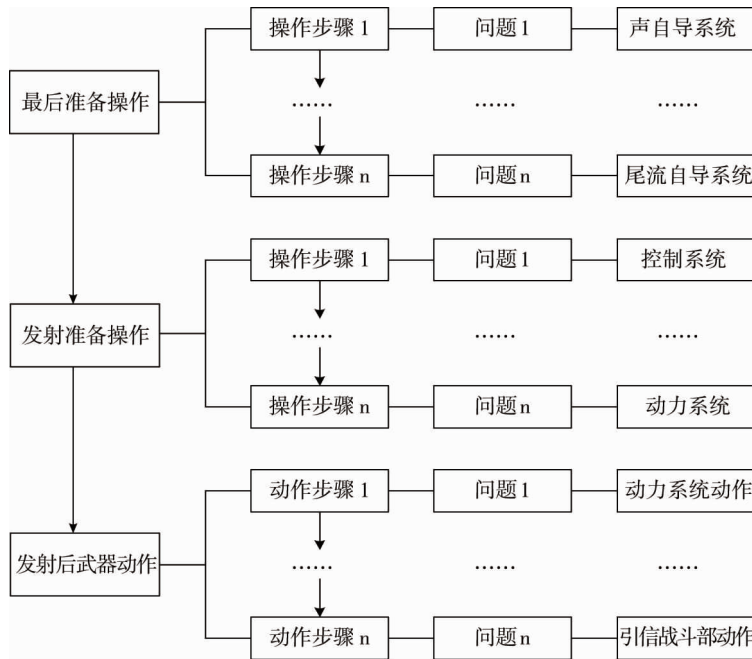 操作步骤 1 问题 1 声自导系统
最后准备操作 …… …… ……
操作步骤 n 问题 n 尾流自导系统
操作步骤 1 问题 1 控制系统
发射准备操作 …… …… ……
操作步骤 n 问题 n 动力系统
动作步骤 1 问题 1 动力系统动作
发射后武器动作 …… …… ……
动作步骤 n 问题 n 引信战斗部动作